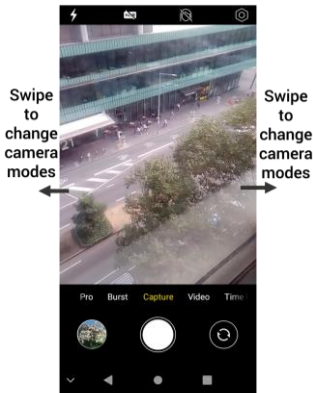 Swipe
to
change
camera
modes
Swipe
to
change
camera
modes
Pro Burst Capture Video Time